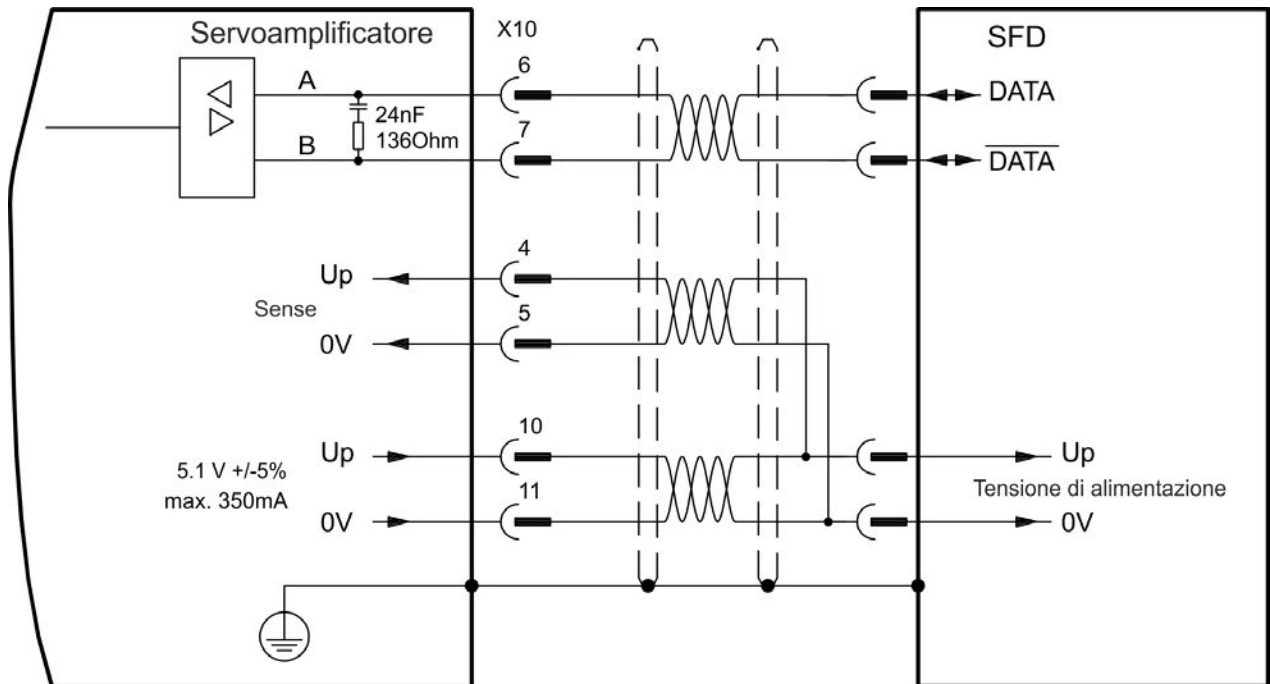 Servoamplificatore
X10
SFD
6
A
DATA
24nF
136Ohm
7
B
DATA
4
Up
Sense
5
0V
10
Up
Up
5.1 V +/-5%
max. 350mA
Tensione di alimentazione
11
0V
0V